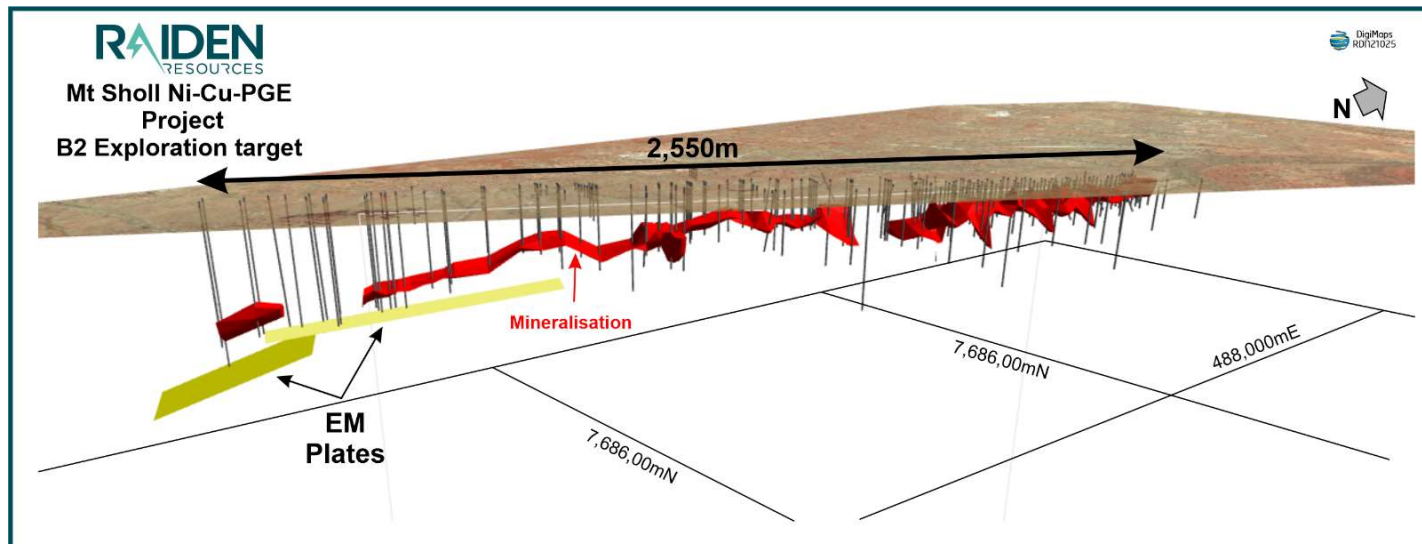 RAIDEN
RESOURCES
Mt Sholl Ni-Cu-PGE
Project
B2 Exploration target
DigiMaps
RDN21025
N
2,550m
Mineralisation
EM
Plates
7,686,00mN
7,686,00mN
488,000mE